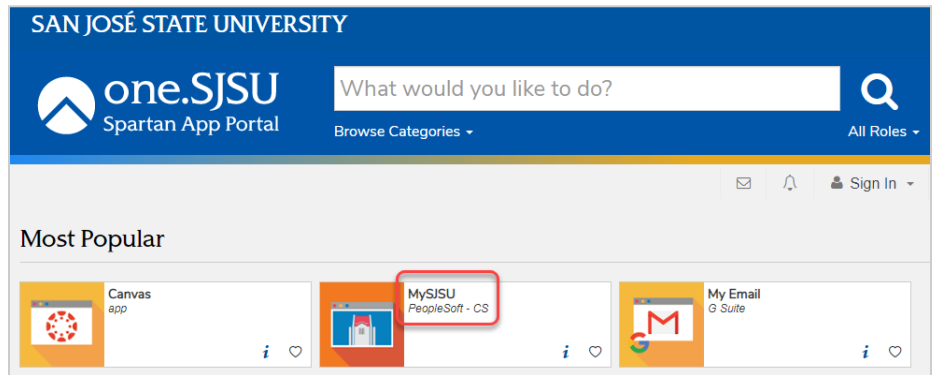 SAN JOSÉ STATE UNIVERSITY
one.SJSU
Spartan App Portal
What would you like to do?
Browse Categories
All Roles
Sign In
Most Popular
Canvas
app
i
MySJSU
PeopleSoft - CS
i
My Email
G Suite
i